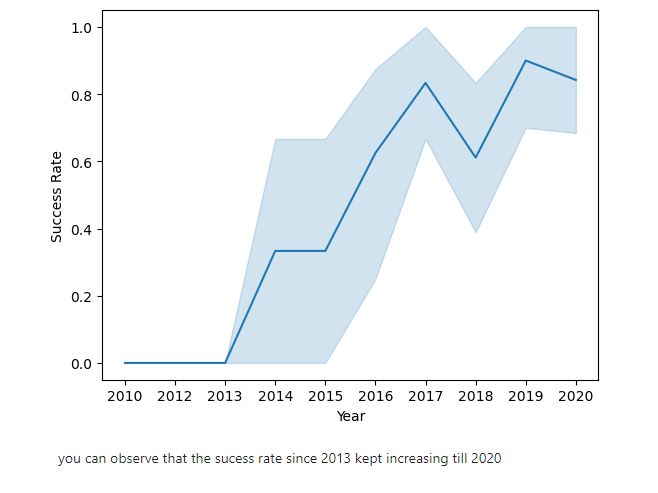 1.0
0.8
0.6
0.4
0.2
0.0
Success Rate
2010 2012 2013 2014 2015 2016 2017 2018 2019 2020
Year
you can observe that the sucess rate since 2013 kept increasing till 2020